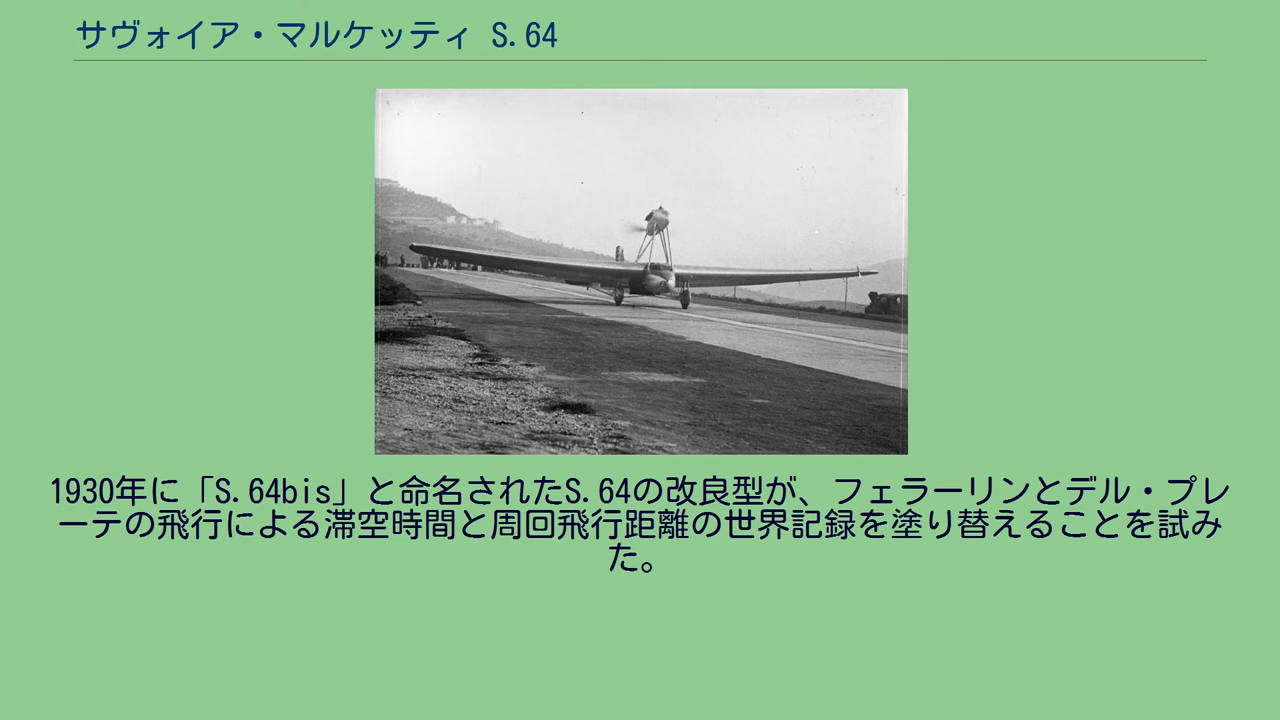 サヴォイア・マルケッティ S.64
1930年に「S.64bis」と命名されたS.64の改良型が、フェラーリンとデル・プレ
ーテの飛行による滞空時間と周回飛行距離の世界記録を塗り替えることを試み
た。